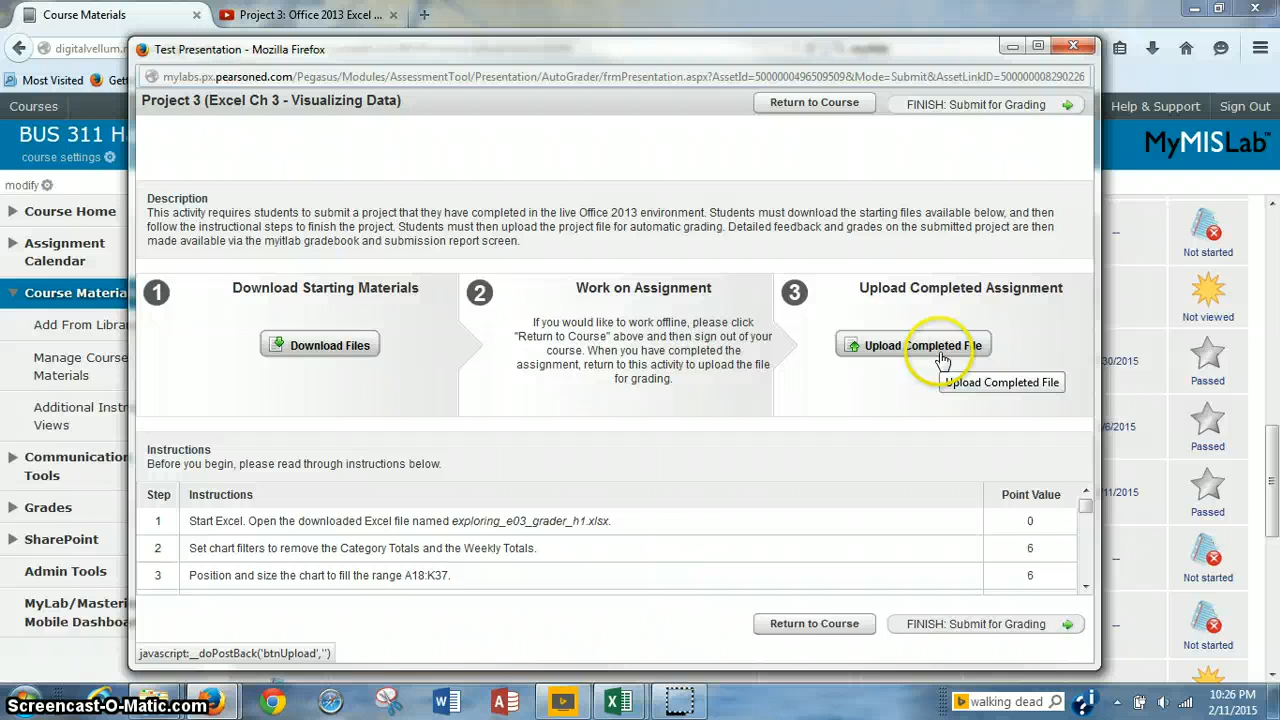 Course Materials
Project 3: Office 2013 Excel ...
digitalvellum.n
Test Presentation - Mozilla Firefox
mylabs.px.pearsoned.com/Pegasus/Modules/AssessmentTool/Presentation/AutoGrader/frmPresentation.aspx?AssetId=5000000496359509&Mode=Submit&AssetLinkID=500000008290226
Most Visited
Gett
Project 3 (Excel Ch 3 - Visualizing Data)
Return to Course
FINISH: Submit for Grading
Courses
Help & Support
Sign Out
BUS 311 H
course settings
MyMISLab
modify
Course Home
Assignment
Calendar
Course Materia
Add From Libra
Manage Course
Materials
Additional Instr
Views
Communication
Tools
Grades
SharePoint
Admin Tools
MyLab/Masteri
Mobile Dashboa
Description
This activity requires students to submit a project that they have completed in the live Office 2013 environment. Students must download the starting files available below, and then
follow the instructional steps to finish the project. Students must then upload the project file for automatic grading. Detailed feedback and grades on the submitted project are then
made available via the myitlab gradebook and submission report screen.
1
Download Starting Materials
Download Files
2
Work on Assignment
If you would like to work offline, please click
"Return to Course" above and then sign out of your
course. When you have completed the
assignment, return to this activity to upload the file
for grading.
3
Upload Completed Assignment
Upload Completed File
Upload Completed File
Instructions
Before you begin, please read through instructions below.
Step Instructions Point Value
1 Start Excel. Open the downloaded Excel file named exploring_e03_grader_h1.xlsx. 0
2 Set chart filters to remove the Category Totals and the Weekly Totals. 6
3 Position and size the chart to fill the range A18:K37. 6
Return to Course
FINISH: Submit for Grading
javascript:__doPostBack('btnUpload','')
--
Not started
Not viewed
30/2015
Passed
/6/2015
Passed
/11/2015
Passed
--
Not started
--
Not started
Screencast-O-Matic.com
walking dead
10:26 PM
2/11/2015